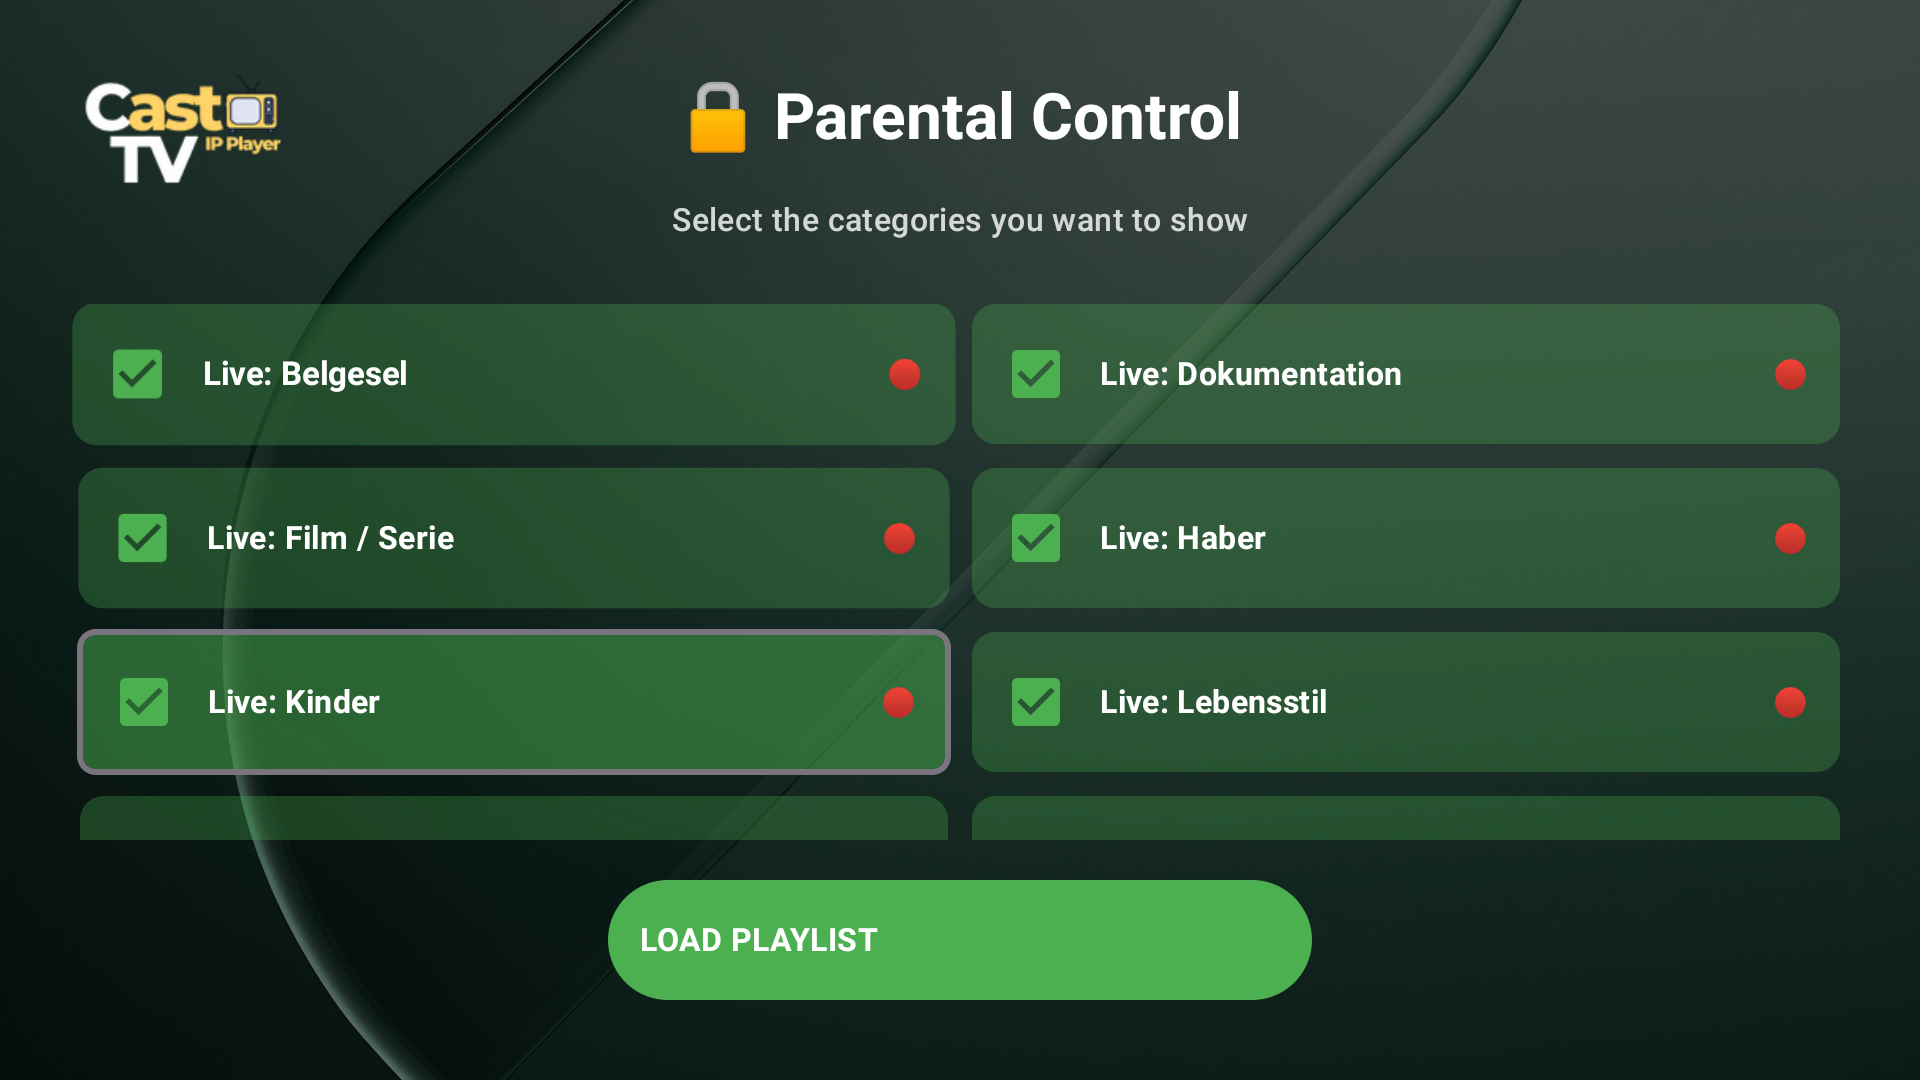 Cast
TV IP Player
Parental Control
Select the categories you want to show
Live: Belgesel
Live: Dokumentation
Live: Film / Serie
Live: Haber
Live: Kinder
Live: Lebensstil
LOAD PLAYLIST